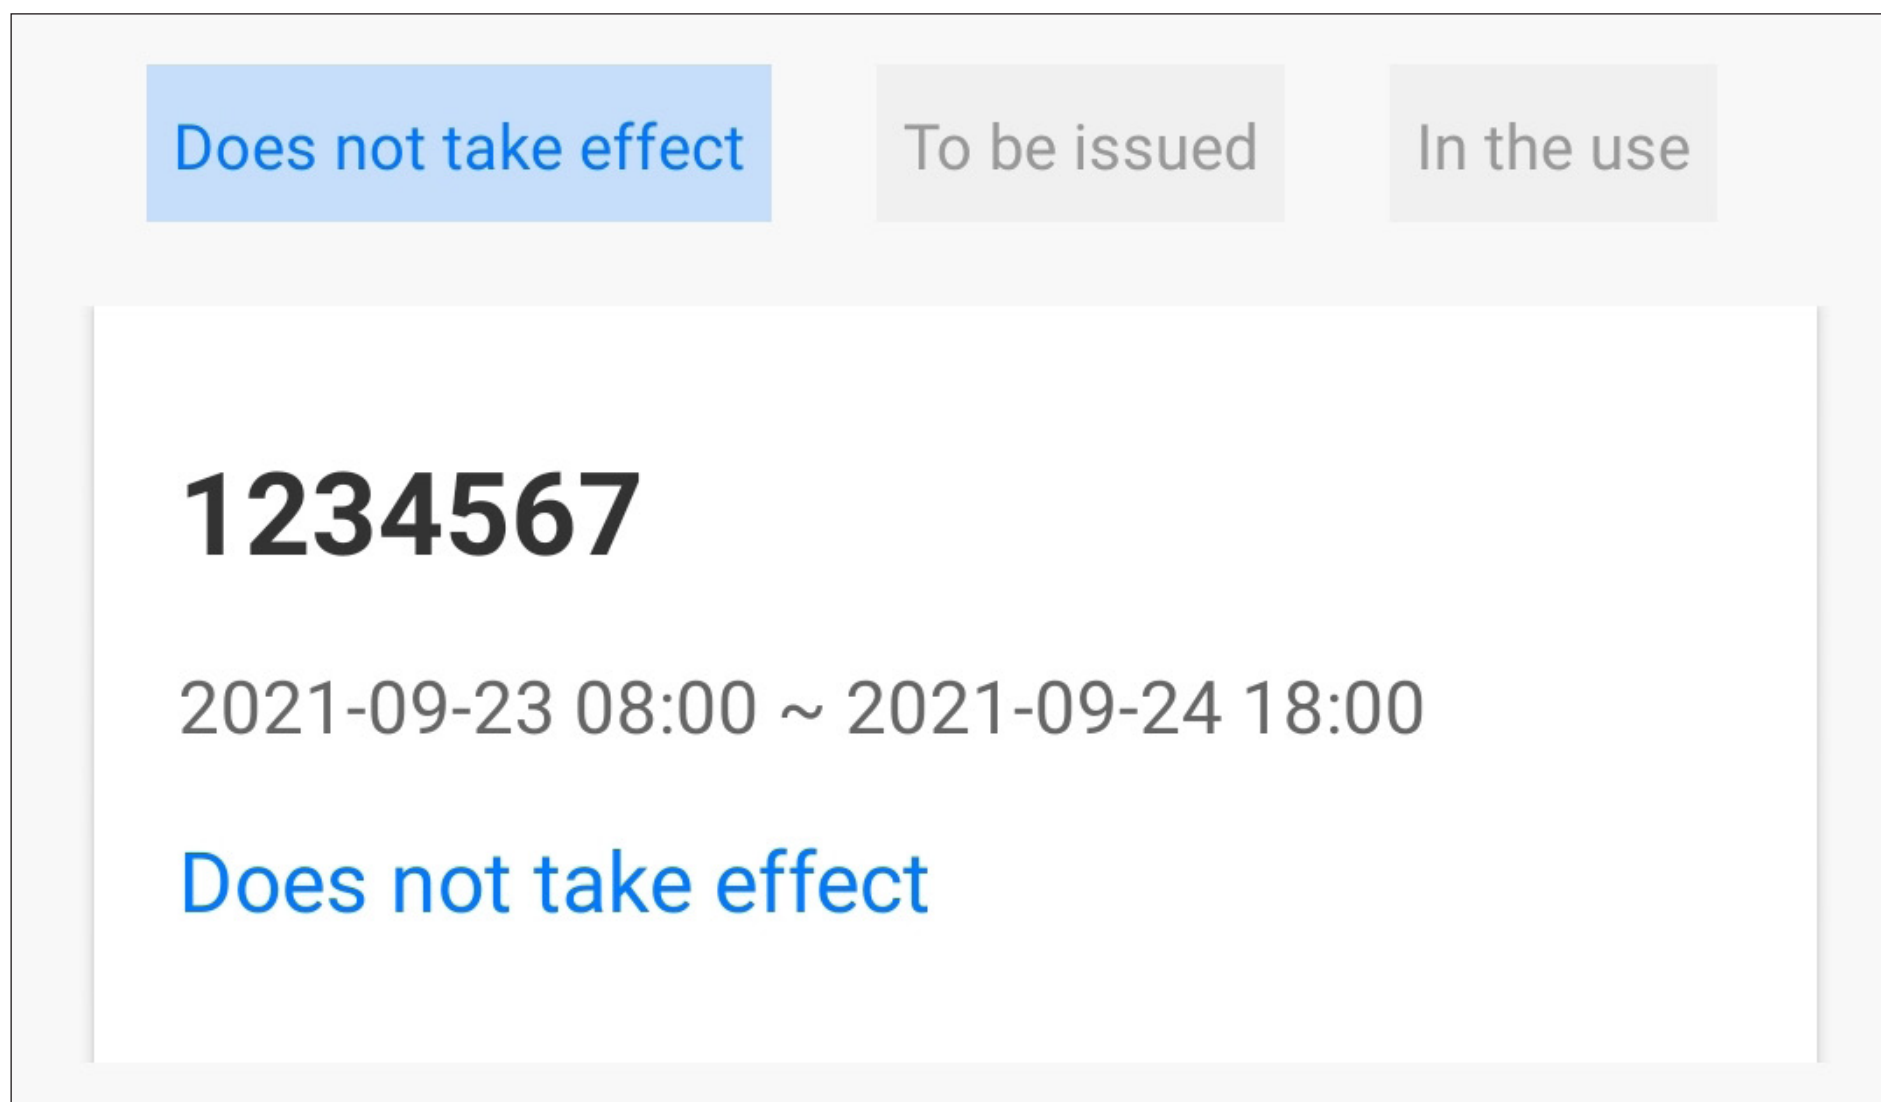 Does not take effect To be issued In the use
1234567
2021-09-23 08:00 ~ 2021-09-24 18:00
Does not take effect